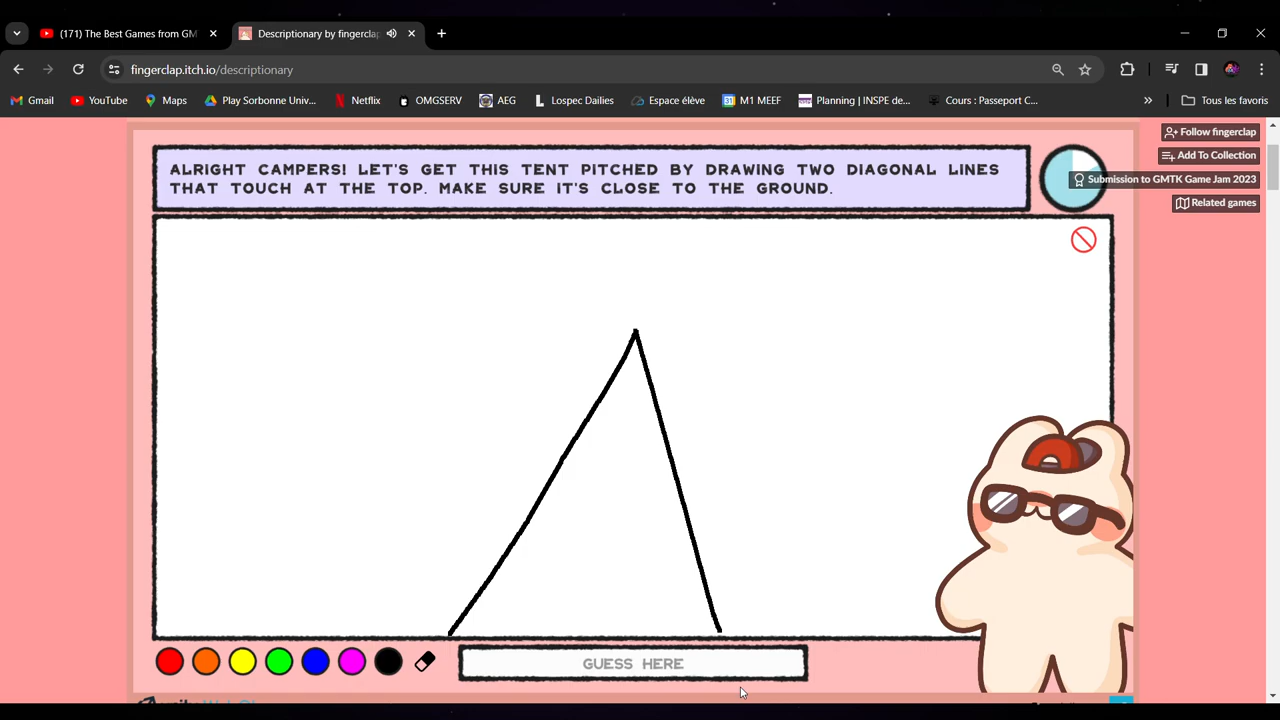 (171) The Best Games from GM
Descriptionary by fingerclap
fingerclap.itch.io/descriptionary
Gmail
YouTube
Maps
Play Sorbonne Univ...
Netflix
OMGSERV
AEG
Lospec Dailies
Espace élève
31
M1 MEEF
Planning | INSPE de...
Cours : Passeport C...
»
Tous les favoris
Follow fingerclap
Add To Collection
Submission to GMTK Game Jam 2023
Related games
ALRIGHT CAMPERS! LET'S GET THIS TENT PITCHED BY DRAWING TWO DIAGONAL LINES
THAT TOUCH AT THE TOP. MAKE SURE IT'S CLOSE TO THE GROUND.
GUESS HERE